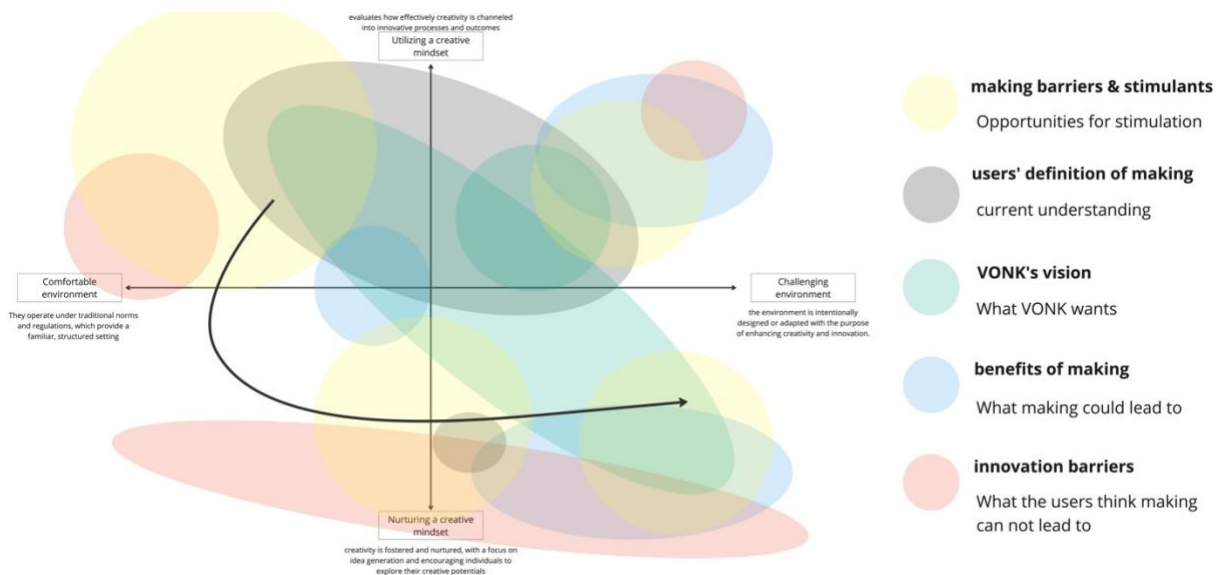 evaluates how effectively creativity is channeled
into innovative processes and outcomes
Utilizing a creative
mindset
Comfortable
environment
They operate under traditional norms
and regulations, which provide a
familiar, structured setting
Challenging
environment
the environment is intentionally
designed or adapted with the purpose
of enhancing creativity and innovation.
Nurturing a creative
mindset
creativity is fostered and nurtured, with a focus on
idea generation and encouraging individuals to
explore their creative potentials
making barriers & stimulants
Opportunities for stimulation
users' definition of making
current understanding
VONK's vision
What VONK wants
benefits of making
What making could lead to
innovation barriers
What the users think making
can not lead to